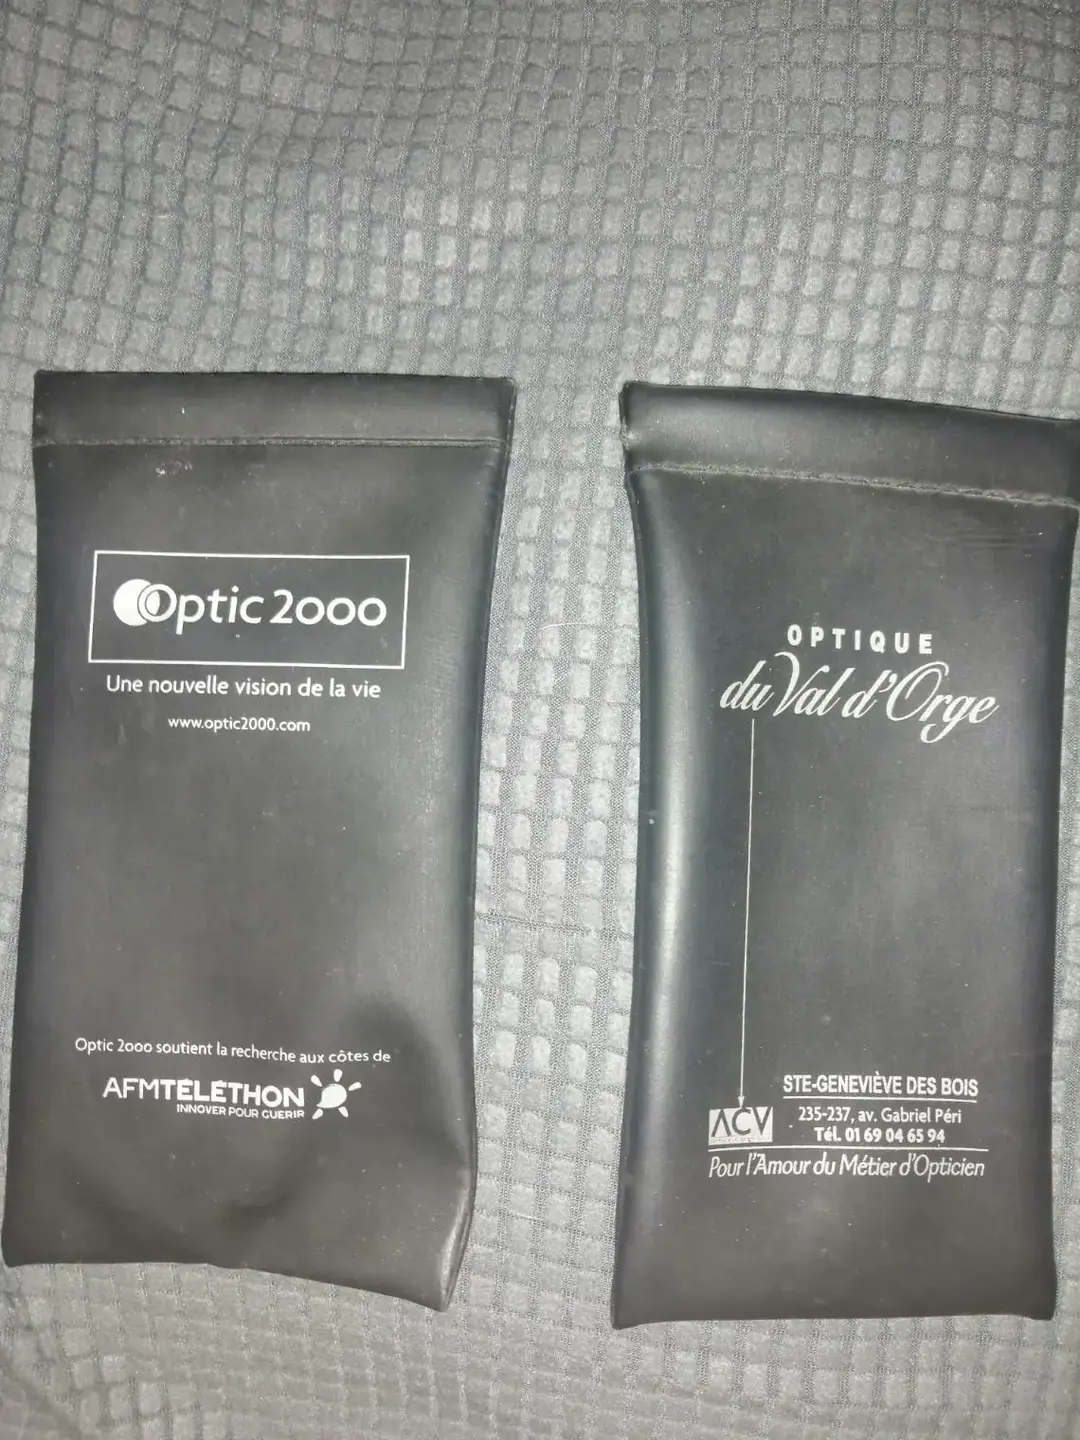 Optic 2000
Une nouvelle vision de la vie
www.optic2000.com
Optic 2000 soutient la recherche aux côtes de
AFMTÉLÉTHON
INNOVER POUR GUERIR
OPTIQUE
du Val d'Orge
STE-GENEVIÈVE DES BOIS
ACV
235-237, av. Gabriel Péri
Tél. 01 69 04 65 94
Pour l'Amour du Métier d'Opticien